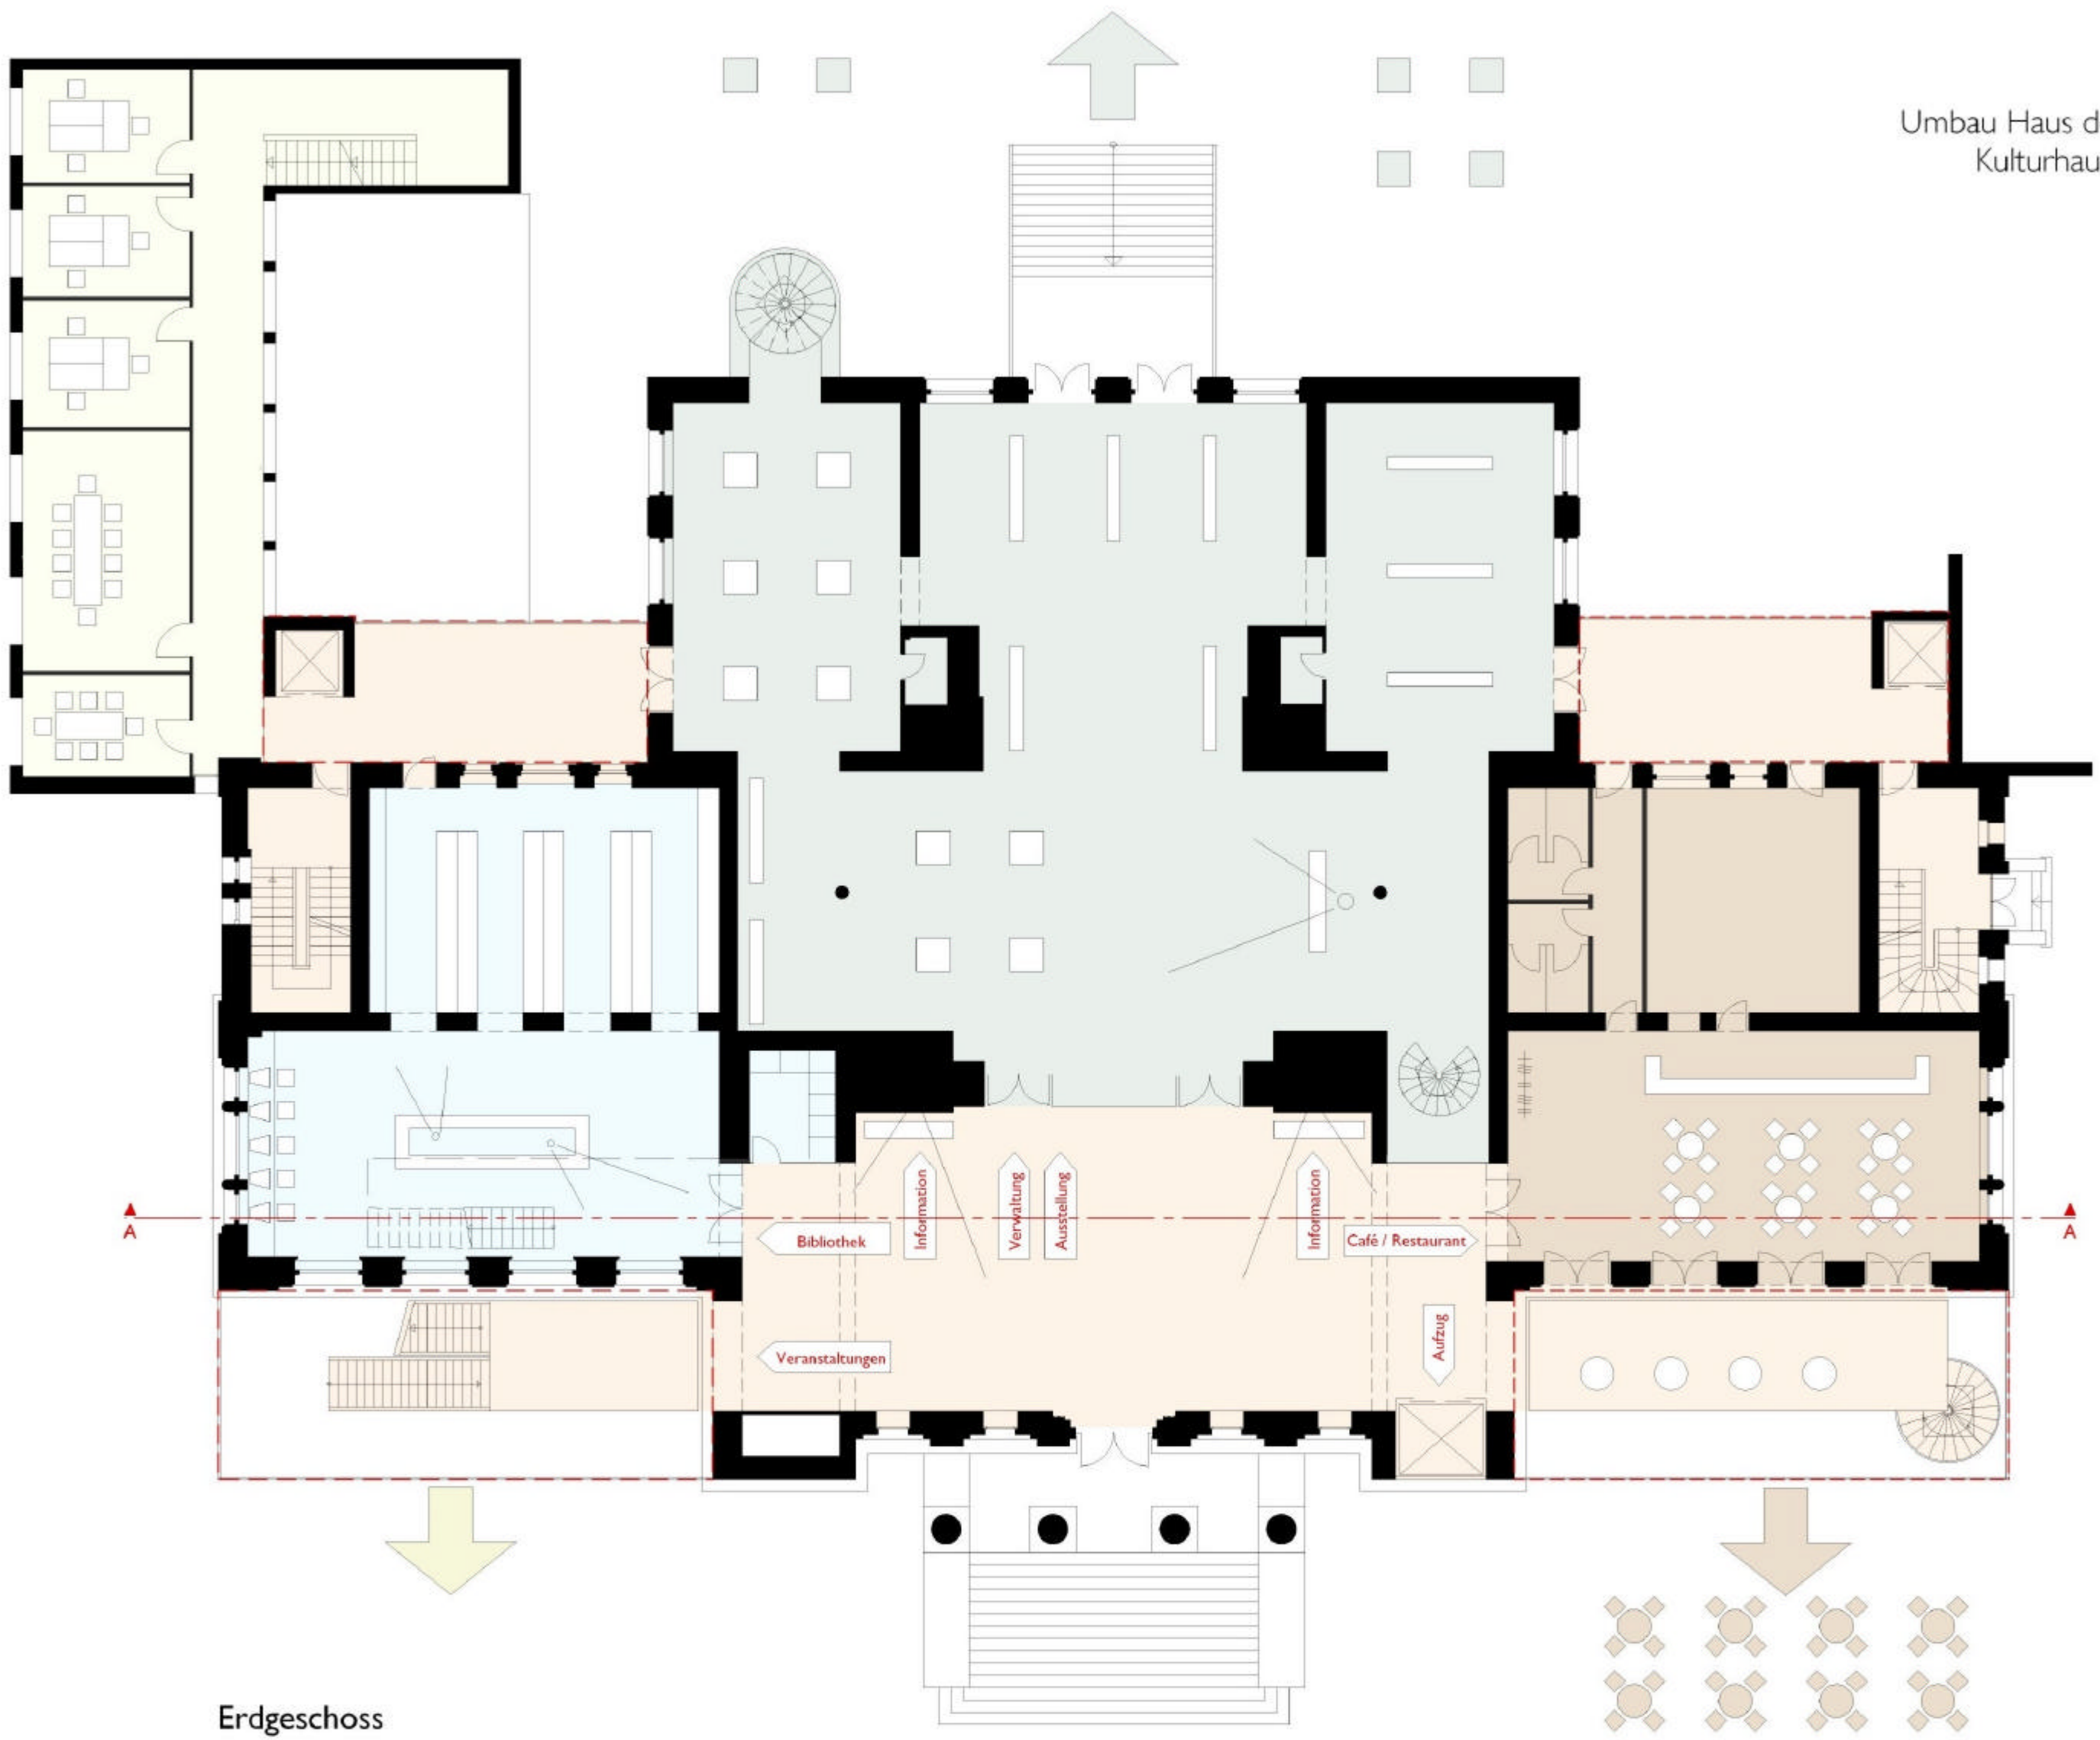 Umbau Haus d
Kulturhau
Information
Verwaltung
Ausstellung
Information
A
Bibliothek
Café / Restaurant
A
Aufzug
Veranstaltungen
Erdgeschoss